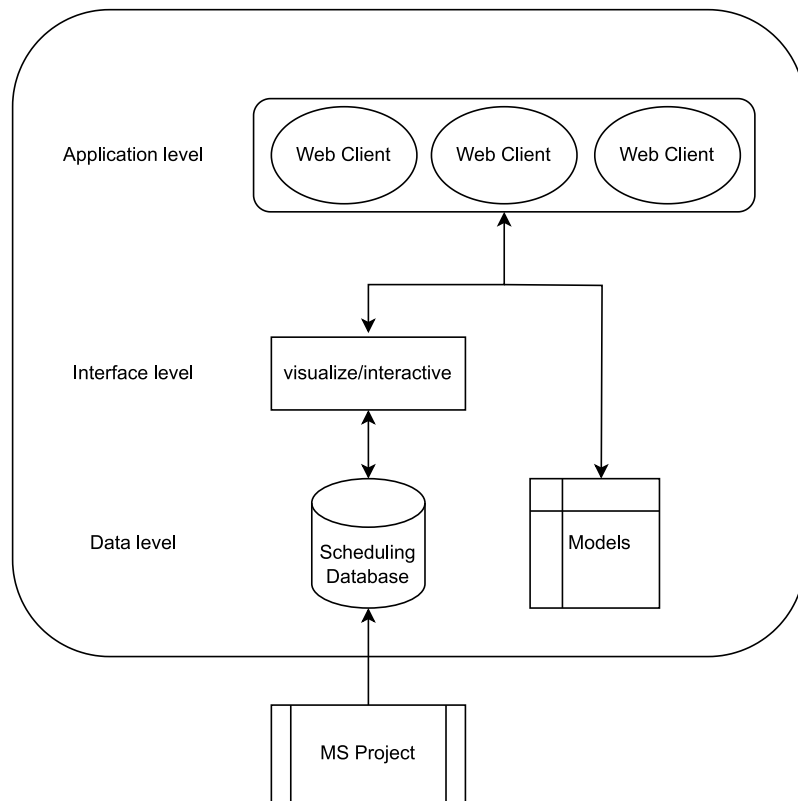 Application level
Web Client
Web Client
Web Client
Interface level
visualize/interactive
Data level
Scheduling
Database
Models
MS Project